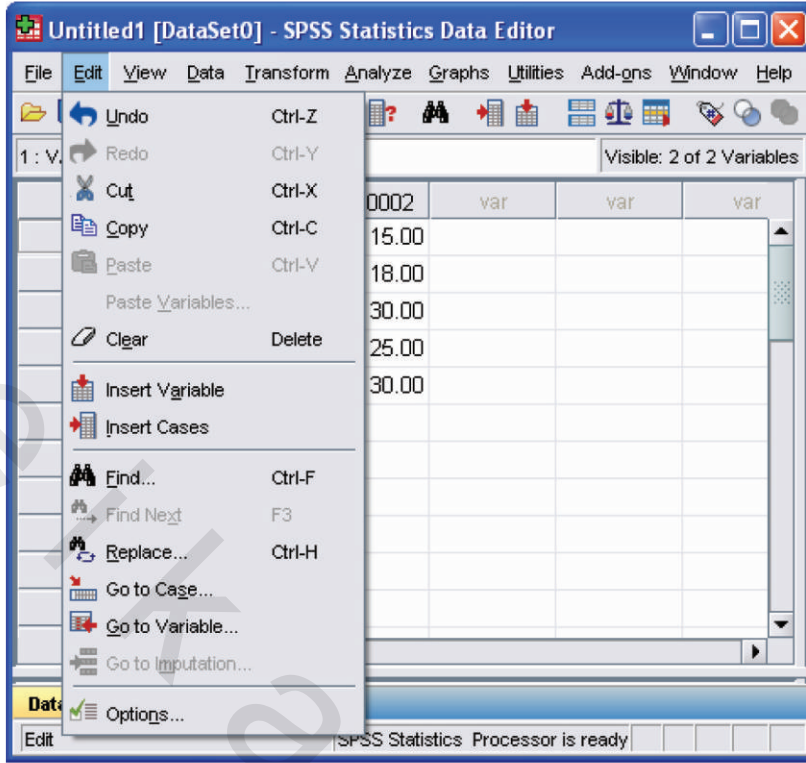 Untitled1 [DataSet0] - SPSS Statistics Data Editor
File Edit View Data Transform Analyze Graphs Utilities Add-ons Window Help
1 : V Visible: 2 of 2 Variables
Undo Ctrl-Z
Redo Ctrl-Y
Cut Ctrl-X
Copy Ctrl-C
Paste Ctrl-V
Paste Variables...
Clear Delete
Insert Variable
Insert Cases
Find... Ctrl-F
Find Next F3
Replace... Ctrl-H
Go to Case...
Go to Variable...
Go to Imputation...
Options...
0002 var var var
15.00
18.00
30.00
25.00
30.00
Data
Edit SPSS Statistics Processor is ready